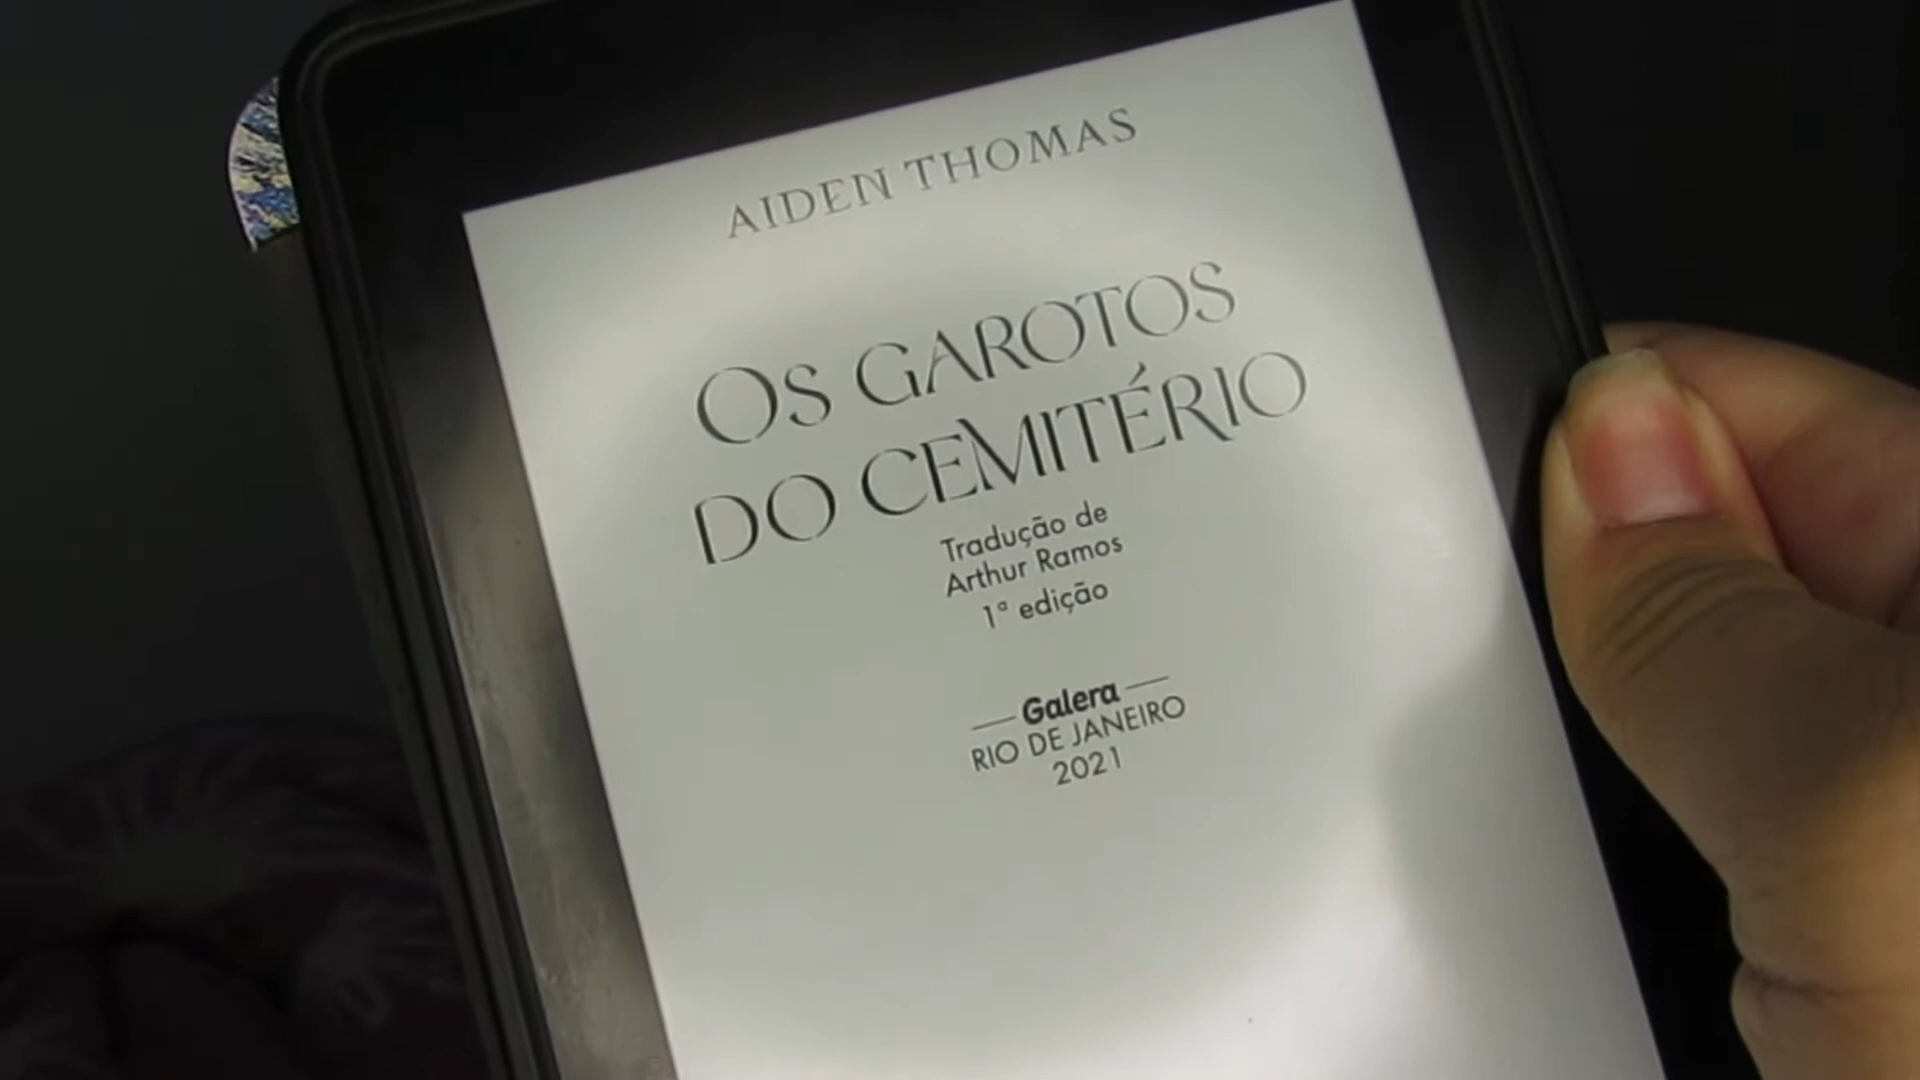 AIDEN THOMAS
OS GAROTOS
DO CEMITÉRIO
Tradução de
Arthur Ramos
1ª edição
Galera
RIO DE JANEIRO
2021